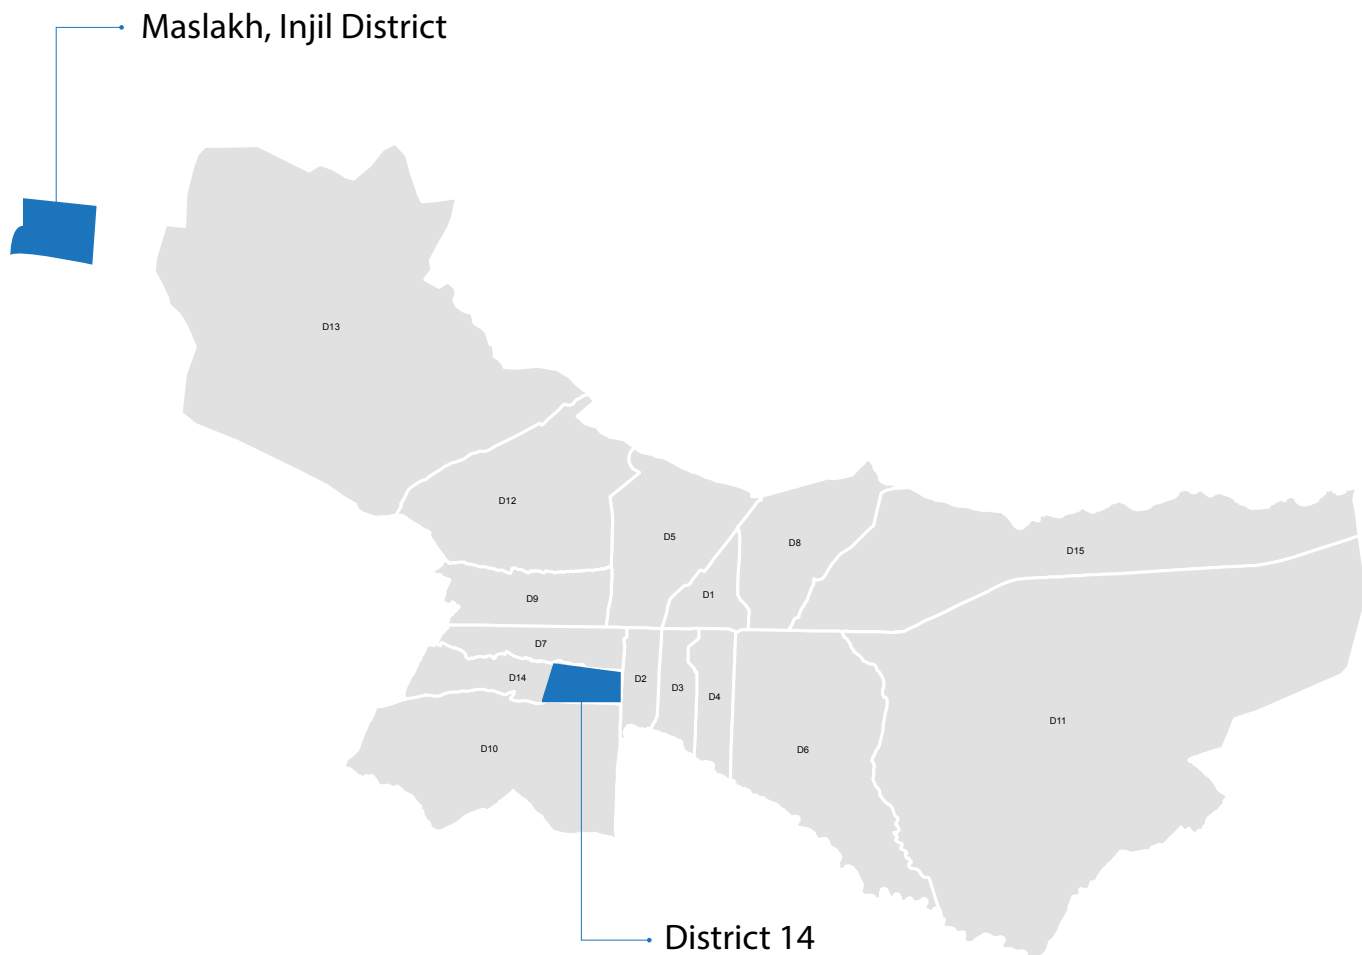 Maslakh, Injil District
D13
D12
D5
D8
D15
D1
D9
D7
D14
D2
D3
D4
D11
D10
D6
District 14